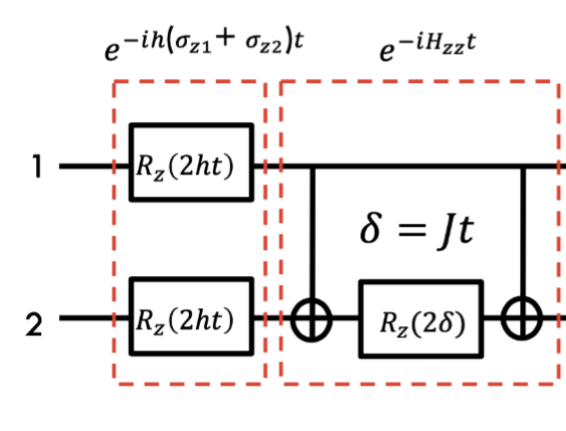 e^{-ih(σ_{z1}+ σ_{z2})t} e^{-iH_{zz}t}
1 R_z(2ht)
δ = Jt
2 R_z(2ht) R_z(2δ)